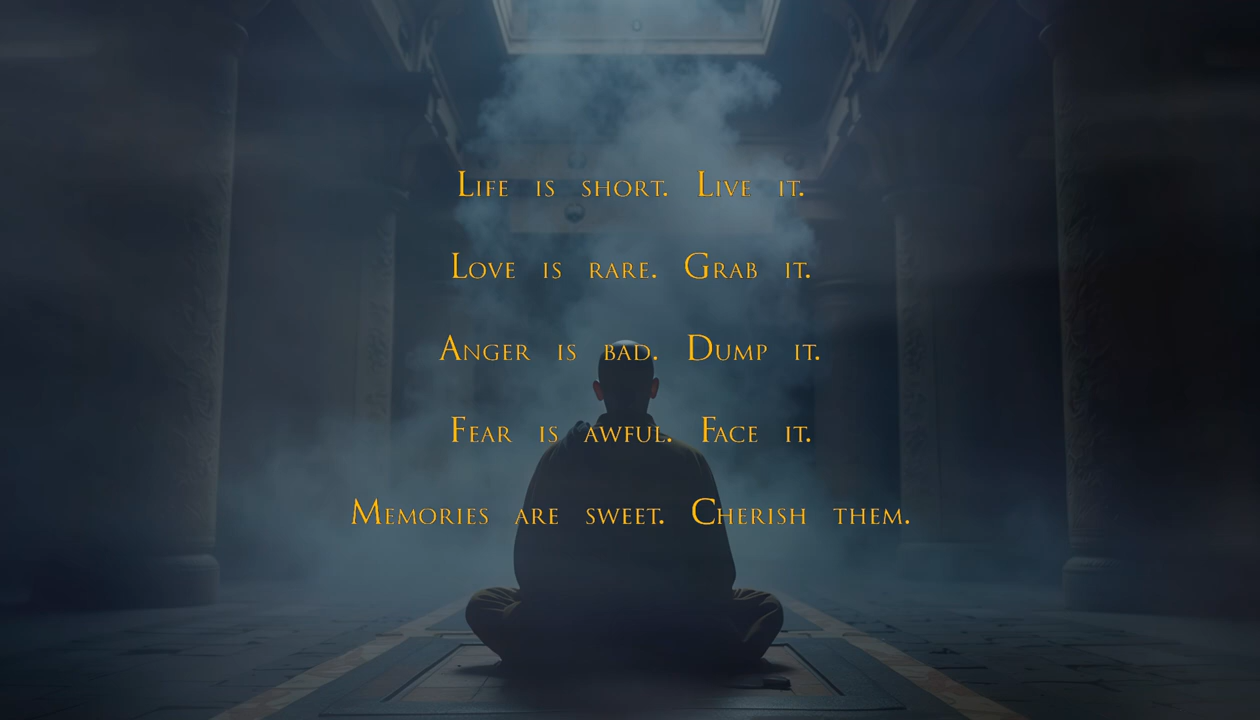 Life is short. Live it.
Love is rare. Grab it.
Anger is bad. Dump it.
Fear is awful. Face it.
Memories are sweet. Cherish them.